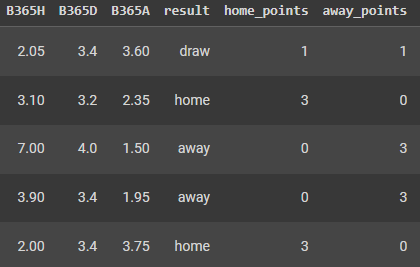 B365H B365D B365A result home_points away_points
2.05 3.4 3.60 draw 1 1
3.10 3.2 2.35 home 3 0
7.00 4.0 1.50 away 0 3
3.90 3.4 1.95 away 0 3
2.00 3.4 3.75 home 3 0